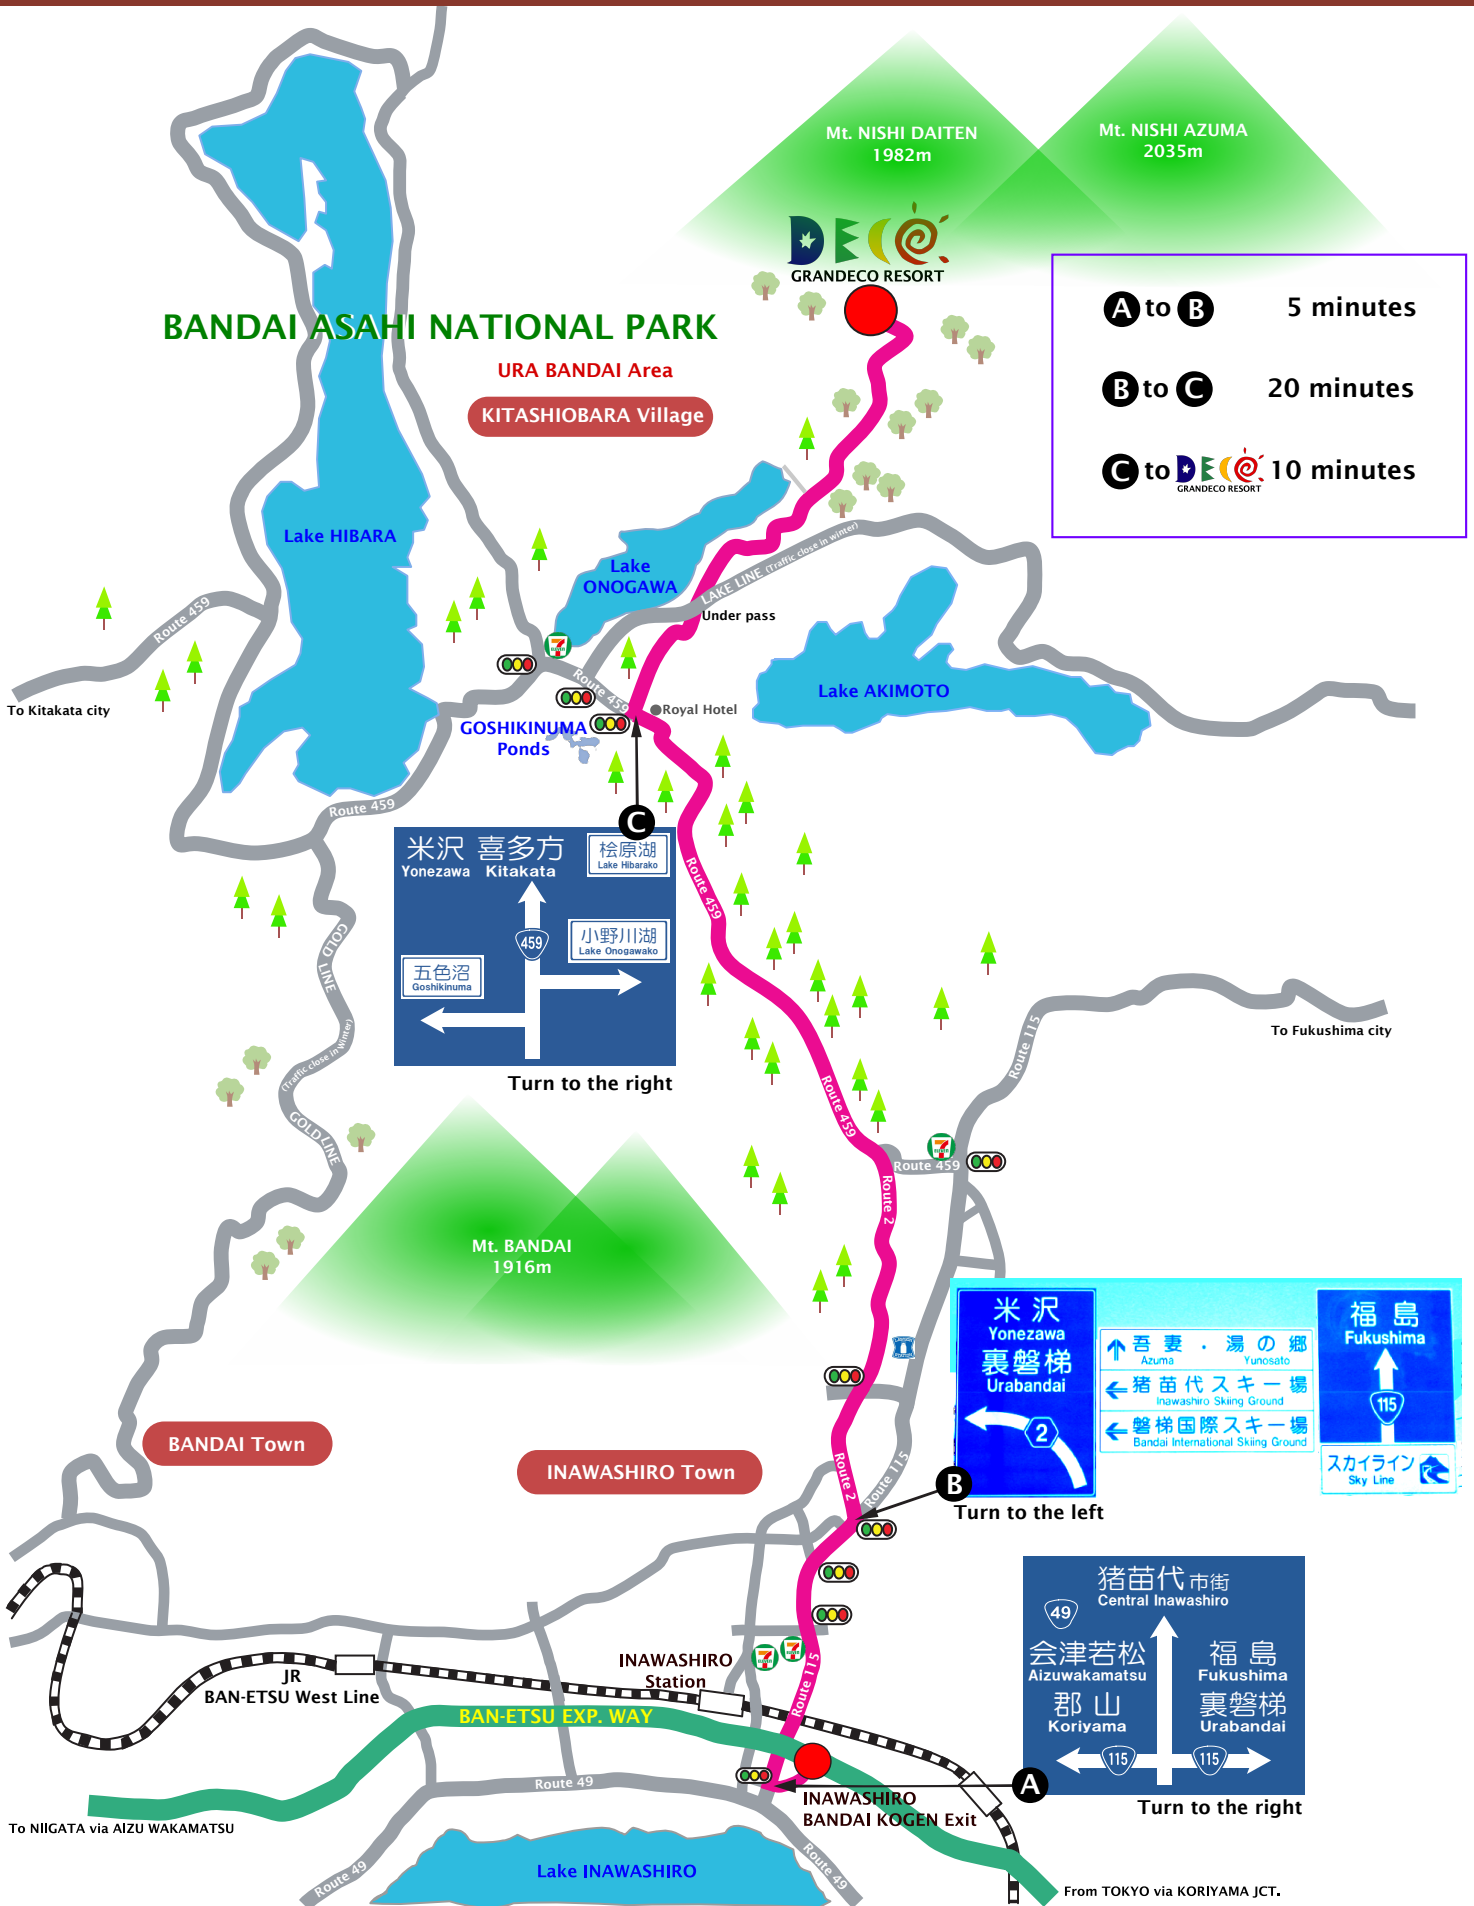 Mt. NISHI DAITEN
1982m
Mt. NISHI AZUMA
2035m
DECO
GRANDECO RESORT
A to B 5 minutes
B to C 20 minutes
C to DECO GRANDECO RESORT 10 minutes
BANDAI ASAHI NATIONAL PARK
URA BANDAI Area
KITASHIOBARA Village
Lake HIBARA
Lake
ONOGAWA
LAKE LINE (Traffic close in winter)
Under pass
Route 459
To Kitakata city
Route 459
Royal Hotel
Lake AKIMOTO
GOSHIKINUMA
Ponds
Route 459
C
米沢 喜多方
Yonezawa Kitakata
桧原湖
Lake Hibarako
459
小野川湖
Lake Onogawako
五色沼
Goshikinuma
Turn to the right
Route 459
GOLD LINE
(Traffic close in Winter)
GOLD LINE
To Fukushima city
Route 115
Route 459
Route 459
Route 2
Mt. BANDAI
1916m
米沢
Yonezawa
裏磐梯
Urabandai
2
吾妻・湯の郷
Azuma Yunosato
猪苗代スキー場
Inawashiro Skiing Ground
磐梯国際スキー場
Bandai International Skiing Ground
福島
Fukushima
115
スカイライン
Sky Line
BANDAI Town
INAWASHIRO Town
Route 2
Route 115
B
Turn to the left
猪苗代市街
Central Inawashiro
49
会津若松
Aizuwakamatsu
郡山
Koriyama
福島
Fukushima
裏磐梯
Urabandai
115
115
Turn to the right
INAWASHIRO
Station
JR
BAN-ETSU West Line
BAN-ETSU EXP. WAY
Route 115
A
Route 49
INAWASHIRO
BANDAI KOGEN Exit
To NIIGATA via AIZU WAKAMATSU
Lake INAWASHIRO
Route 49
Route 49
From TOKYO via KORIYAMA JCT.